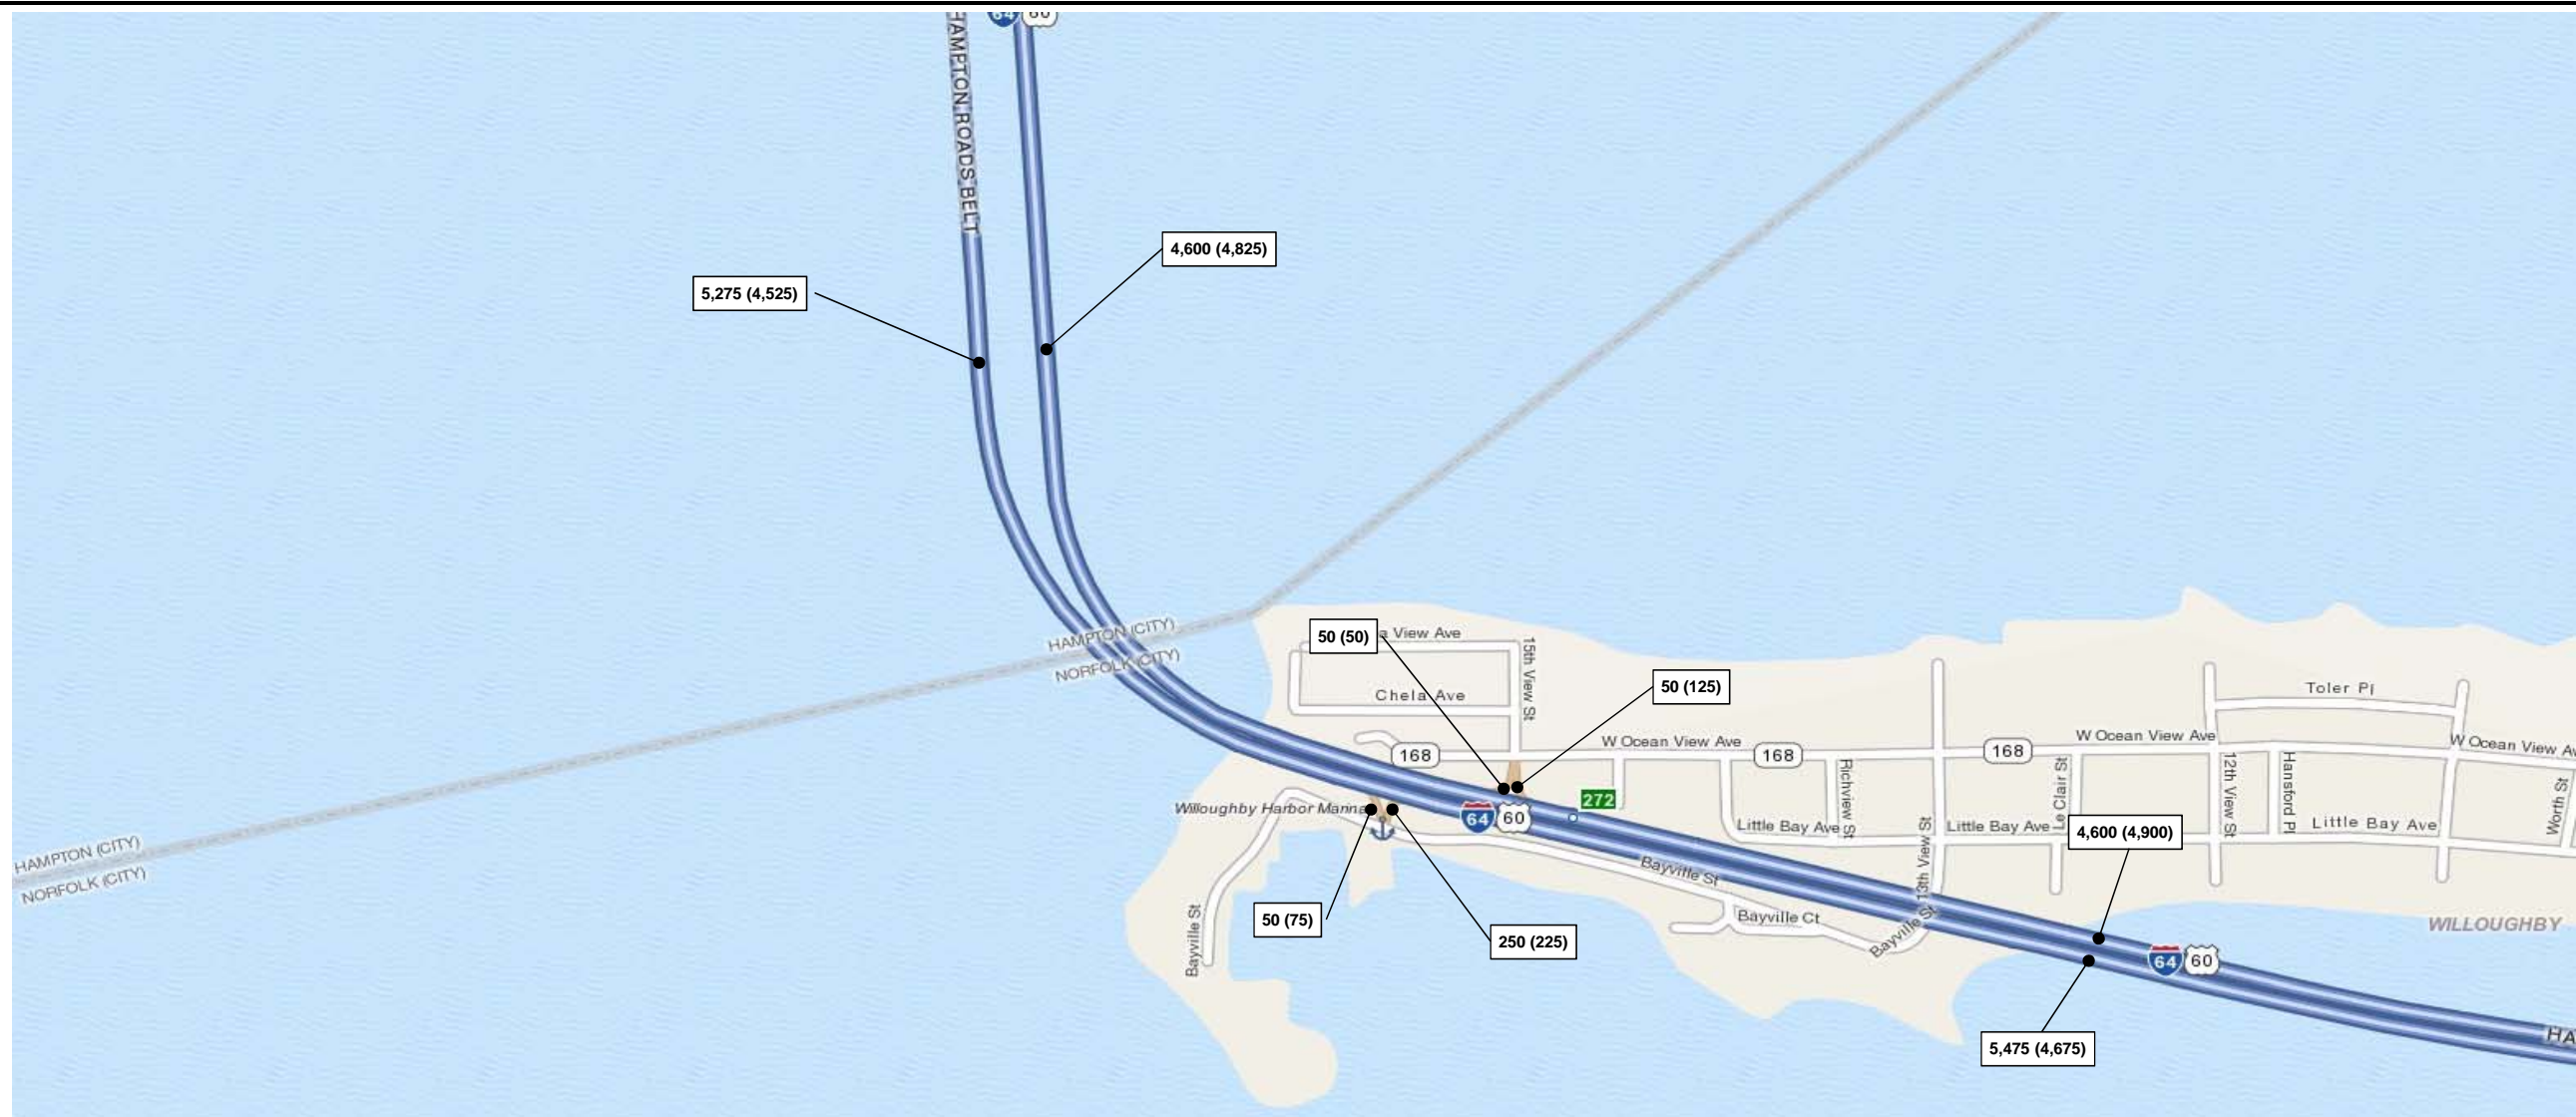 64 60
HAMPTON ROADS BELT
4,600 (4,825)
5,275 (4,525)
HAMPTON (CITY)
NORFOLK (CITY)
50 (50)
a View Ave
15th View St
50 (125)
Chela Ave
Toler Pl
168
W Ocean View Ave
168
168
W Ocean View Ave
W Ocean View Av
Willoughby Harbor Marina
272
64 60
Richview St
Le Clair St
12th View St
Hansford Pl
Worth St
Little Bay Ave
Little Bay Ave
Little Bay Ave
4,600 (4,900)
HAMPTON (CITY)
NORFOLK (CITY)
Bayville St
13th View St
50 (75)
250 (225)
Bayville St
Bayville Ct
Bayville St
WILLOUGHBY
64 60
5,475 (4,675)
HA